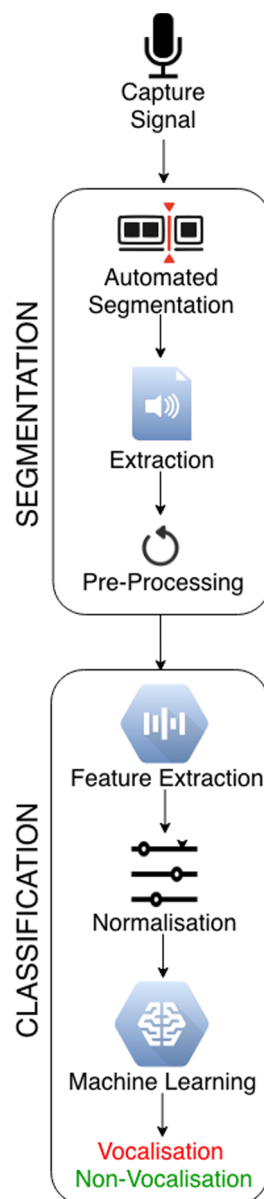 Capture
Signal
SEGMENTATION
Automated
Segmentation
Extraction
Pre-Processing
CLASSIFICATION
Feature Extraction
Normalisation
Machine Learning
Vocalisation
Non-Vocalisation